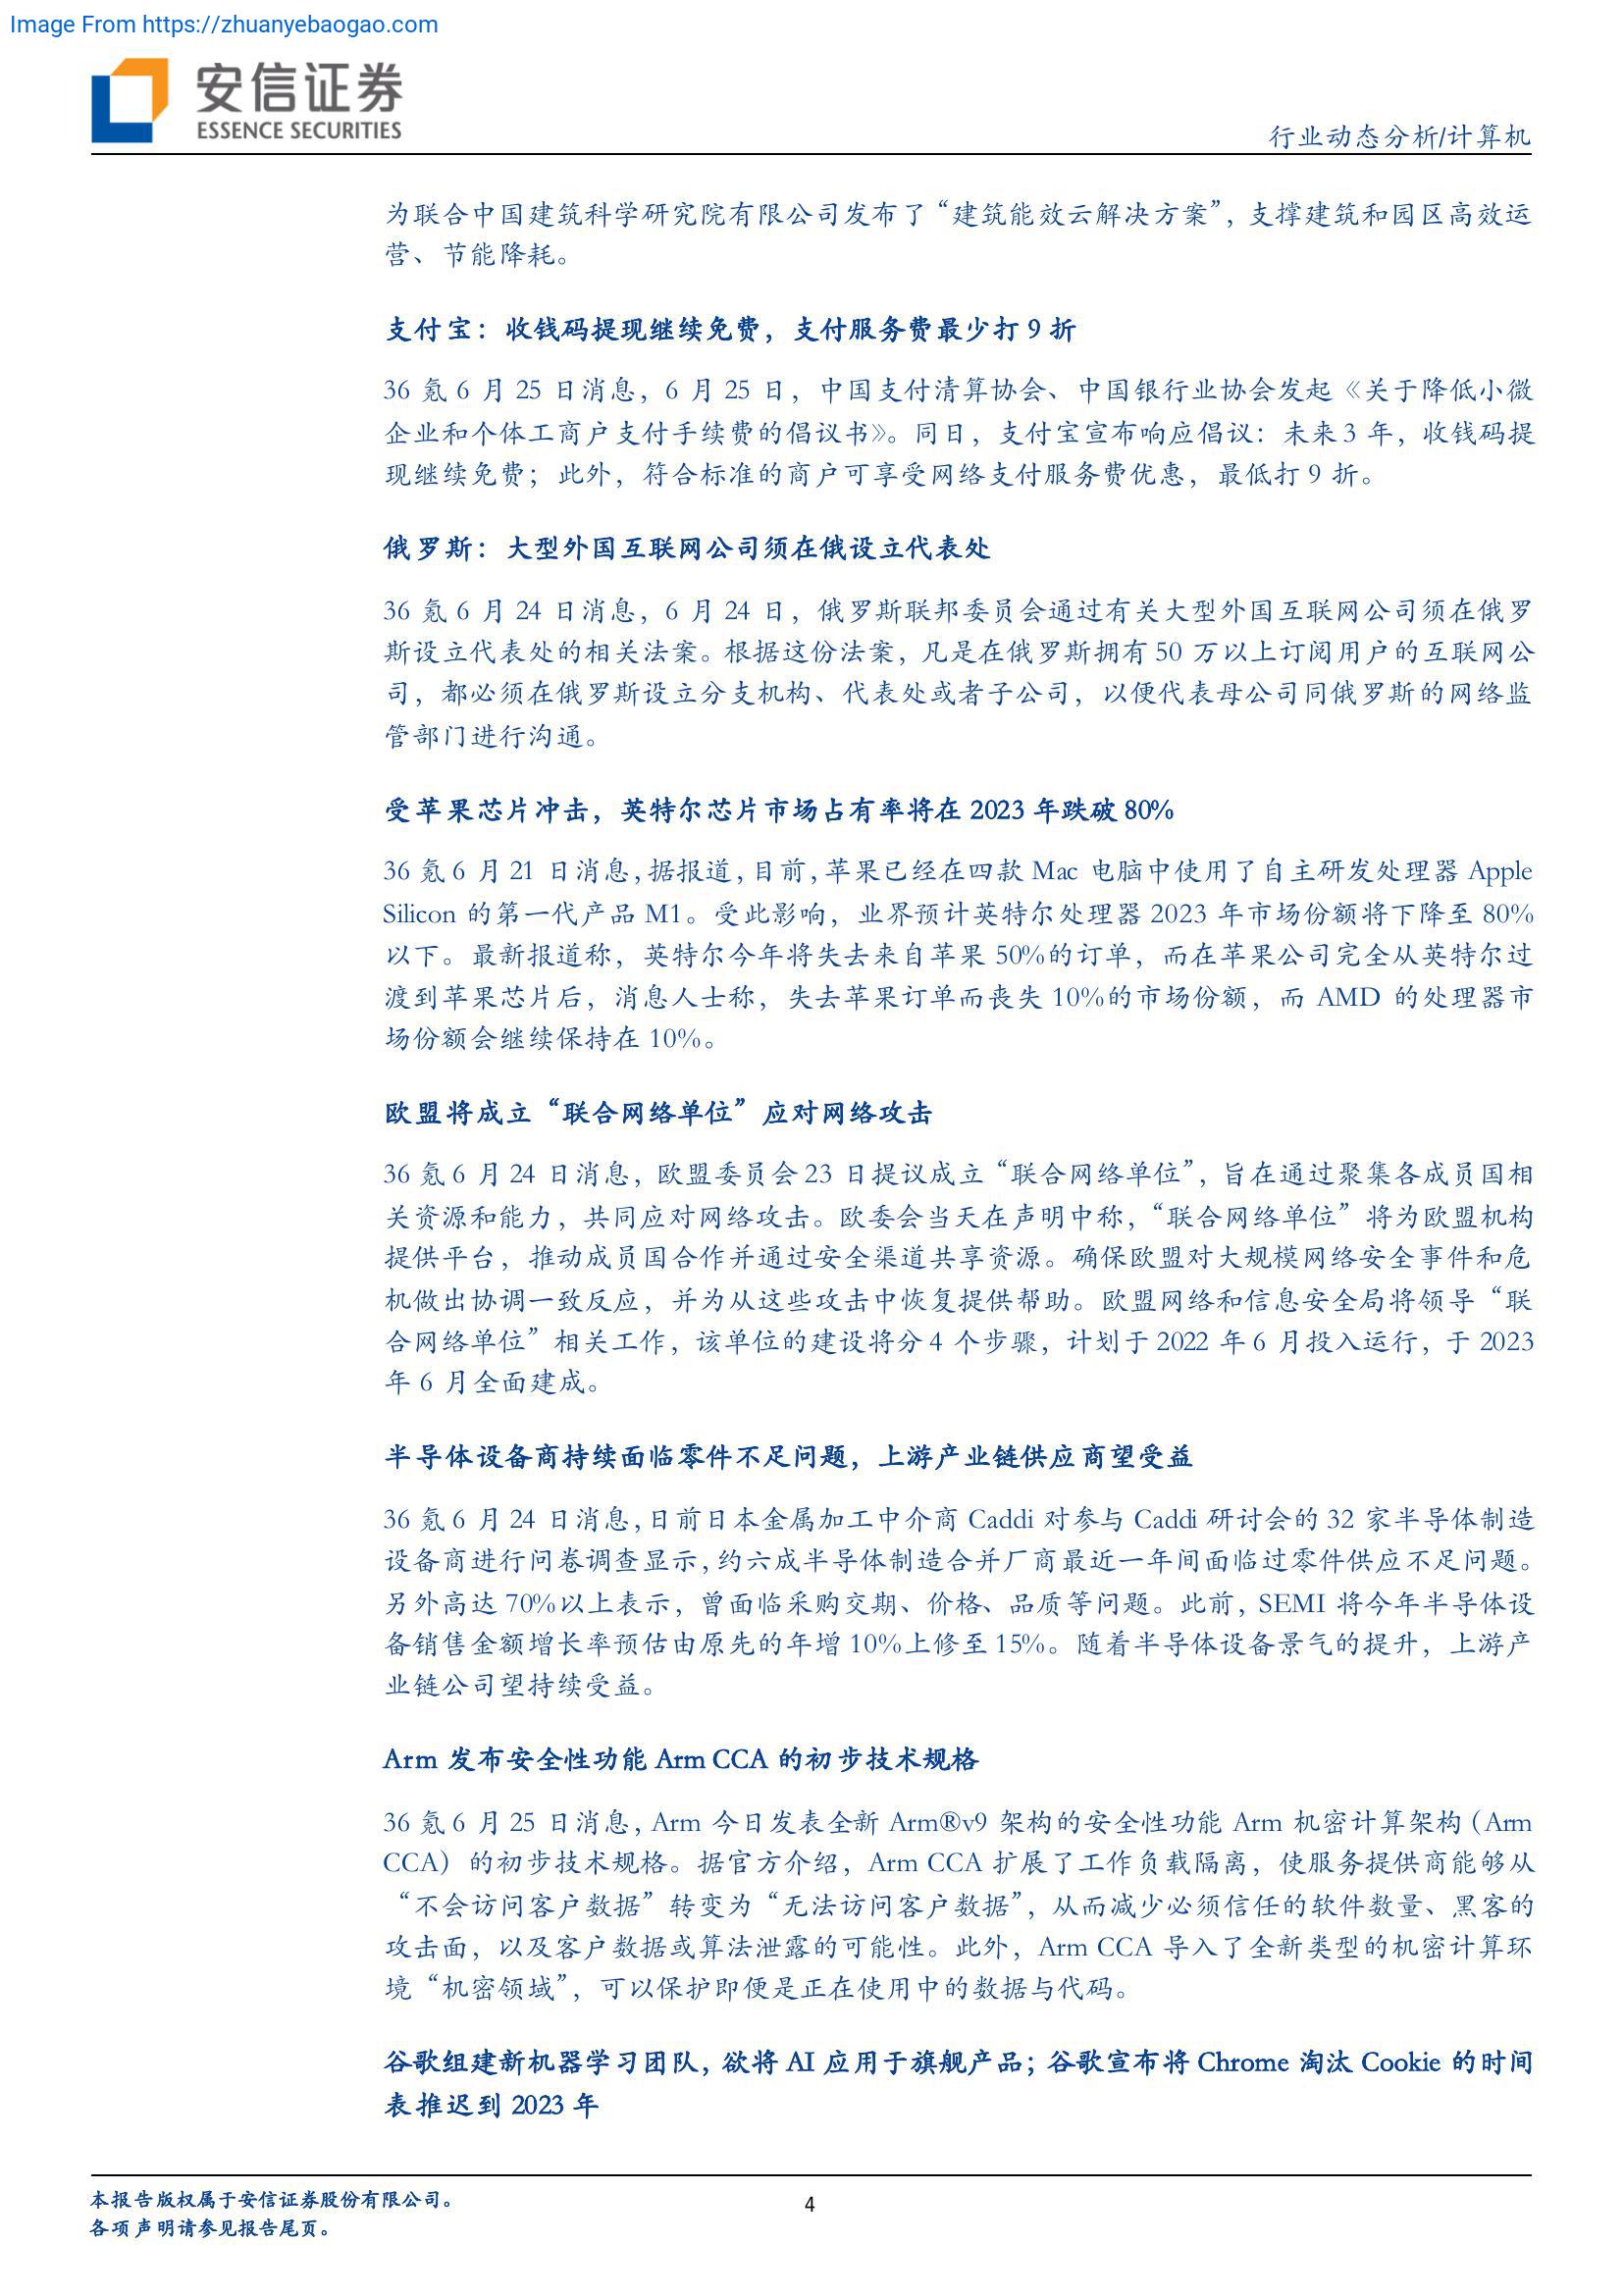 Image From https://zhuanyebaogao.com
安信证券
ESSENCE SECURITIES
行业动态分析/计算机
为联合中国建筑科学研究院有限公司发布了“建筑能效云解决方案”，支撑建筑和园区高效运
营、节能降耗。
支付宝：收钱码提现继续免费，支付服务费最少打 9 折
36 氪 6 月 25 日消息，6 月 25 日，中国支付清算协会、中国银行业协会发起《关于降低小微
企业和个体工商户支付手续费的倡议书》。同日，支付宝宣布响应倡议：未来 3 年，收钱码提
现继续免费；此外，符合标准的商户可享受网络支付服务费优惠，最低打 9 折。
俄罗斯：大型外国互联网公司须在俄设立代表处
36 氪 6 月 24 日消息，6 月 24 日，俄罗斯联邦委员会通过有关大型外国互联网公司须在俄罗
斯设立代表处的相关法案。根据这份法案，凡是在俄罗斯拥有 50 万以上订阅用户的互联网公
司，都必须在俄罗斯设立分支机构、代表处或者子公司，以便代表母公司同俄罗斯的网络监
管部门进行沟通。
受苹果芯片冲击，英特尔芯片市场占有率将在 2023 年跌破 80%
36 氪 6 月 21 日消息，据报道，目前，苹果已经在四款 Mac 电脑中使用了自主研发处理器 Apple
Silicon 的第一代产品 M1。受此影响，业界预计英特尔处理器 2023 年市场份额将下降至 80%
以下。最新报道称，英特尔今年将失去来自苹果 50%的订单，而在苹果公司完全从英特尔过
渡到苹果芯片后，消息人士称，失去苹果订单而丧失 10%的市场份额，而 AMD 的处理器市
场份额会继续保持在 10%。
欧盟将成立“联合网络单位”应对网络攻击
36 氪 6 月 24 日消息，欧盟委员会 23 日提议成立“联合网络单位”，旨在通过聚集各成员国相
关资源和能力，共同应对网络攻击。欧委会当天在声明中称，“联合网络单位”将为欧盟机构
提供平台，推动成员国合作并通过安全渠道共享资源。确保欧盟对大规模网络安全事件和危
机做出协调一致反应，并为从这些攻击中恢复提供帮助。欧盟网络和信息安全局将领导“联
合网络单位”相关工作，该单位的建设将分 4 个步骤，计划于 2022 年 6 月投入运行，于 2023
年 6 月全面建成。
半导体设备商持续面临零件不足问题，上游产业链供应商望受益
36 氪 6 月 24 日消息，日前日本金属加工中介商 Caddi 对参与 Caddi 研讨会的 32 家半导体制造
设备商进行问卷调查显示，约六成半导体制造合并厂商最近一年间面临过零件供应不足问题。
另外高达 70%以上表示，曾面临采购交期、价格、品质等问题。此前，SEMI 将今年半导体设
备销售金额增长率预估由原先的年增 10%上修至 15%。随着半导体设备景气的提升，上游产
业链公司望持续受益。
Arm 发布安全性功能 Arm CCA 的初步技术规格
36 氪 6 月 25 日消息，Arm 今日发表全新 Arm®v9 架构的安全性功能 Arm 机密计算架构（Arm
CCA）的初步技术规格。据官方介绍，Arm CCA 扩展了工作负载隔离，使服务提供商能够从
“不会访问客户数据”转变为“无法访问客户数据”，从而减少必须信任的软件数量、黑客的
攻击面，以及客户数据或算法泄露的可能性。此外，Arm CCA 导入了全新类型的机密计算环
境“机密领域”，可以保护即便是正在使用中的数据与代码。
谷歌组建新机器学习团队，欲将 AI 应用于旗舰产品；谷歌宣布将 Chrome 淘汰 Cookie 的时间
表推迟到 2023 年
本报告版权属于安信证券股份有限公司。
4
各项声明请参见报告尾页。